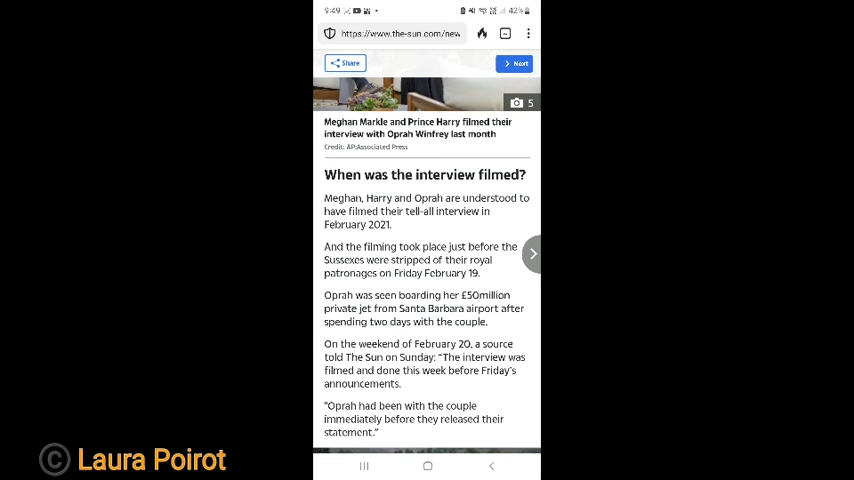 9:49
42%
https://www.the-sun.com/new
Share
Next
5
Meghan Markle and Prince Harry filmed their
interview with Oprah Winfrey last month
Credit: AP:Associated Press
When was the interview filmed?
Meghan, Harry and Oprah are understood to
have filmed their tell-all interview in
February 2021.
And the filming took place just before the
Sussexes were stripped of their royal
patronages on Friday February 19.
Oprah was seen boarding her £50million
private jet from Santa Barbara airport after
spending two days with the couple.
On the weekend of February 20, a source
told The Sun on Sunday: “The interview was
filmed and done this week before Friday’s
announcements.
"Oprah had been with the couple
immediately before they released their
statement.”
© Laura Poirot